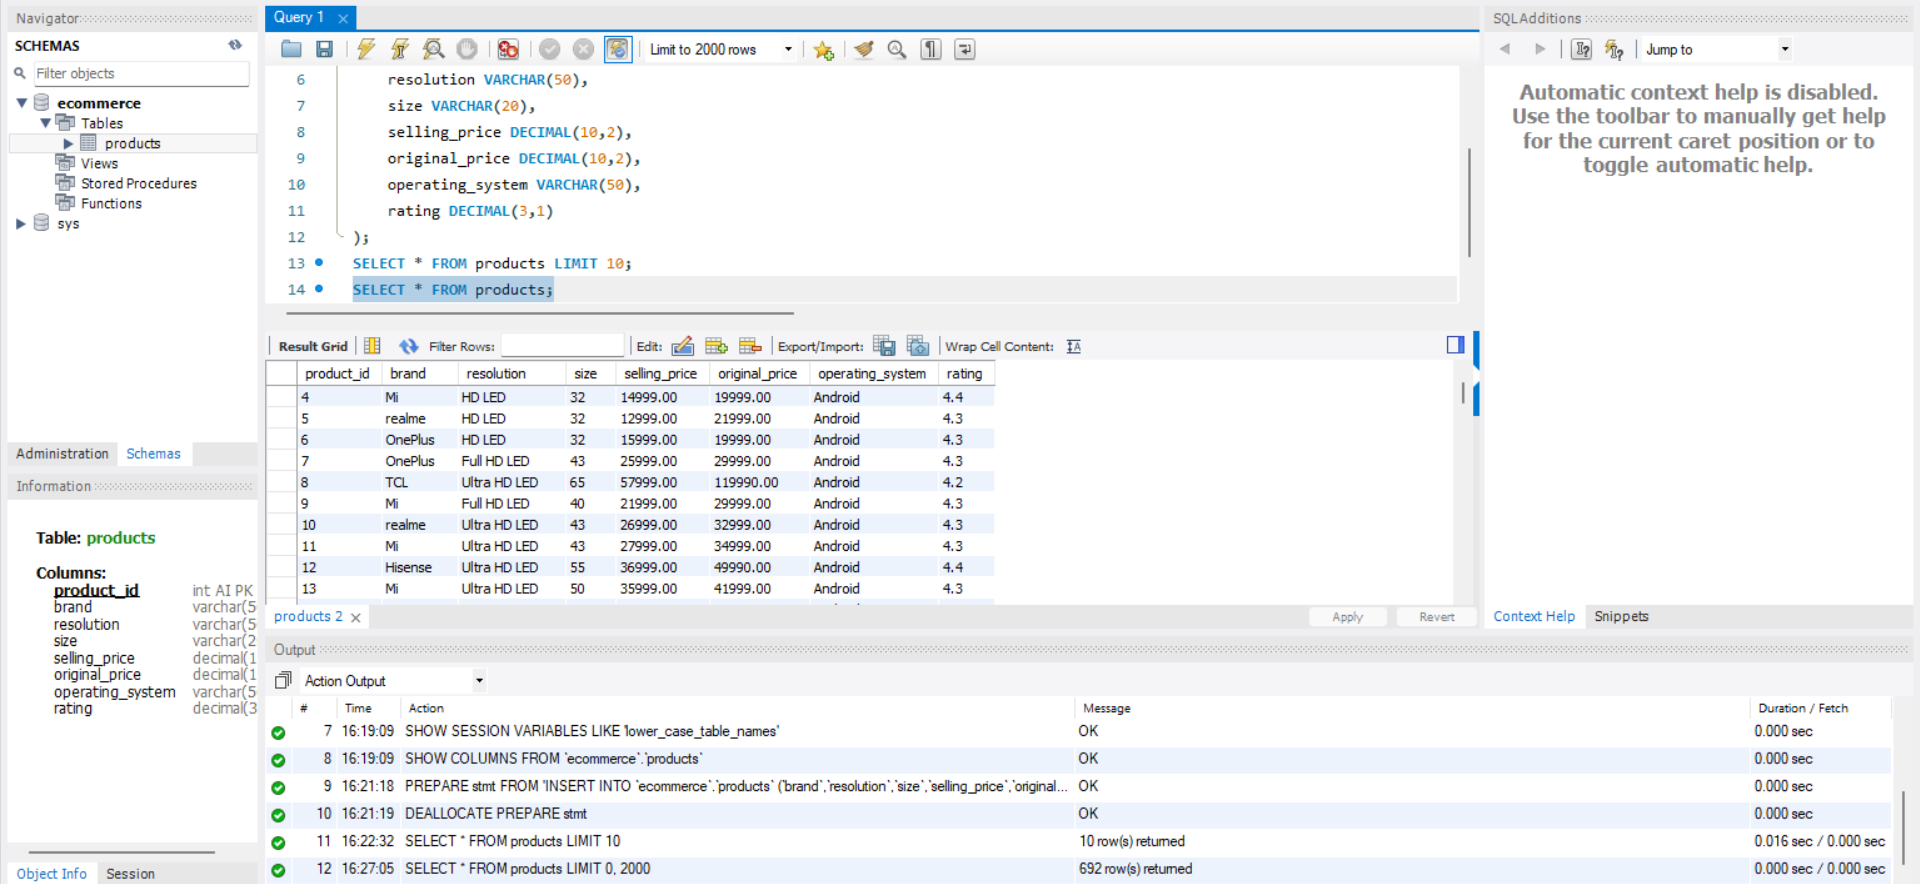 Navigator
SCHEMAS
Filter objects
ecommerce
Tables
products
Views
Stored Procedures
Functions
sys
Administration Schemas
Information
Table: products
Columns:
product_id int AI PK
brand varchar(5
resolution varchar(5
size varchar(2
selling_price decimal(1
original_price decimal(1
operating_system varchar(5
rating decimal(3
Object Info Session
Query 1
Limit to 2000 rows
6 resolution VARCHAR(50),
7 size VARCHAR(20),
8 selling_price DECIMAL(10,2),
9 original_price DECIMAL(10,2),
10 operating_system VARCHAR(50),
11 rating DECIMAL(3,1)
12 );
13 SELECT * FROM products LIMIT 10;
14 SELECT * FROM products;
Result Grid Filter Rows: Edit: Export/Import: Wrap Cell Content:
product_id brand resolution size selling_price original_price operating_system rating
4 Mi HD LED 32 14999.00 19999.00 Android 4.4
5 realme HD LED 32 12999.00 21999.00 Android 4.3
6 OnePlus HD LED 32 15999.00 19999.00 Android 4.3
7 OnePlus Full HD LED 43 25999.00 29999.00 Android 4.3
8 TCL Ultra HD LED 65 57999.00 119990.00 Android 4.2
9 Mi Full HD LED 40 21999.00 29999.00 Android 4.3
10 realme Ultra HD LED 43 26999.00 32999.00 Android 4.3
11 Mi Ultra HD LED 43 27999.00 34999.00 Android 4.3
12 Hisense Ultra HD LED 55 36999.00 49990.00 Android 4.4
13 Mi Ultra HD LED 50 35999.00 41999.00 Android 4.3
products 2 Apply Revert
Output
Action Output
# Time Action Message Duration / Fetch
7 16:19:09 SHOW SESSION VARIABLES LIKE 'lower_case_table_names' OK 0.000 sec
8 16:19:09 SHOW COLUMNS FROM `ecommerce`.`products` OK 0.000 sec
9 16:21:18 PREPARE stmt FROM 'INSERT INTO `ecommerce`.`products` (`brand`,`resolution`,`size`,`selling_price`,`original... OK 0.000 sec
10 16:21:19 DEALLOCATE PREPARE stmt OK 0.000 sec
11 16:22:32 SELECT * FROM products LIMIT 10 10 row(s) returned 0.016 sec / 0.000 sec
12 16:27:05 SELECT * FROM products LIMIT 0, 2000 692 row(s) returned 0.000 sec / 0.000 sec
SQLAdditions
Jump to
Automatic context help is disabled.
Use the toolbar to manually get help
for the current caret position or to
toggle automatic help.
Context Help Snippets